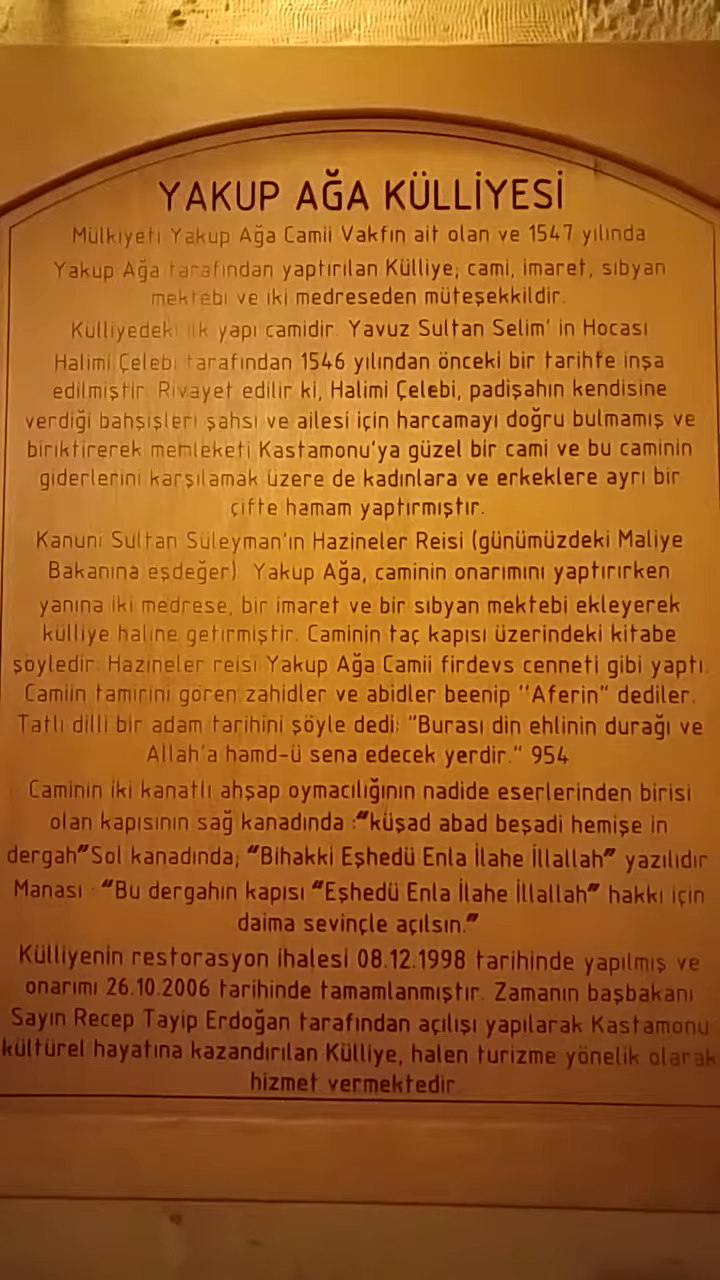 YAKUP AĞA KÜLLİYESİ
Mülkiyeti Yakup Ağa Camii Vakfın ait olan ve 1547 yılında
Yakup Ağa tarafından yaptırılan Külliye; cami, imaret, sıbyan
mektebi ve iki medreseden müteşekkildir.
Külliyedeki ilk yapı camidir. Yavuz Sultan Selim' in Hocası
Halimi Çelebi tarafından 1546 yılından önceki bir tarihte inşa
edilmiştir. Rivayet edilir ki, Halimi Çelebi, padişahın kendisine
verdiği bahşişleri şahsı ve ailesi için harcamayı doğru bulmamış ve
biriktirerek memleketi Kastamonu'ya güzel bir cami ve bu caminin
giderlerini karşılamak üzere de kadınlara ve erkeklere ayrı bir
çifte hamam yaptırmıştır.
Kanuni Sultan Süleyman'ın Hazineler Reisi (günümüzdeki Maliye
Bakanına eşdeğer) Yakup Ağa, caminin onarımını yaptırırken
yanına iki medrese, bir imaret ve bir sıbyan mektebi ekleyerek
külliye haline getirmiştir. Caminin taç kapısı üzerindeki kitabe
şöyledir: Hazineler reisi Yakup Ağa Camii firdevs cenneti gibi yaptı.
Camiin tamirini gören zahidler ve abidler beenip ''Aferin" dediler.
Tatlı dilli bir adam tarihini şöyle dedi: "Burası din ehlinin durağı ve
Allah'a hamd-ü sena edecek yerdir." 954
Caminin iki kanatlı ahşap oymacılığının nadide eserlerinden birisi
olan kapısının sağ kanadında :"küşad abad beşadi hemişe in
dergah"Sol kanadında; "Bihakki Eşhedü Enla İlahe İllallah" yazılıdır
Manası : "Bu dergahın kapısı "Eşhedü Enla İlahe İllallah" hakkı için
daima sevinçle açılsın."
Külliyenin restorasyon ihalesi 08.12.1998 tarihinde yapılmış ve
onarımı 26.10.2006 tarihinde tamamlanmıştır. Zamanın başbakanı
Sayın Recep Tayip Erdoğan tarafından açılışı yapılarak Kastamonu
kültürel hayatına kazandırılan Külliye, halen turizme yönelik olarak
hizmet vermektedir.